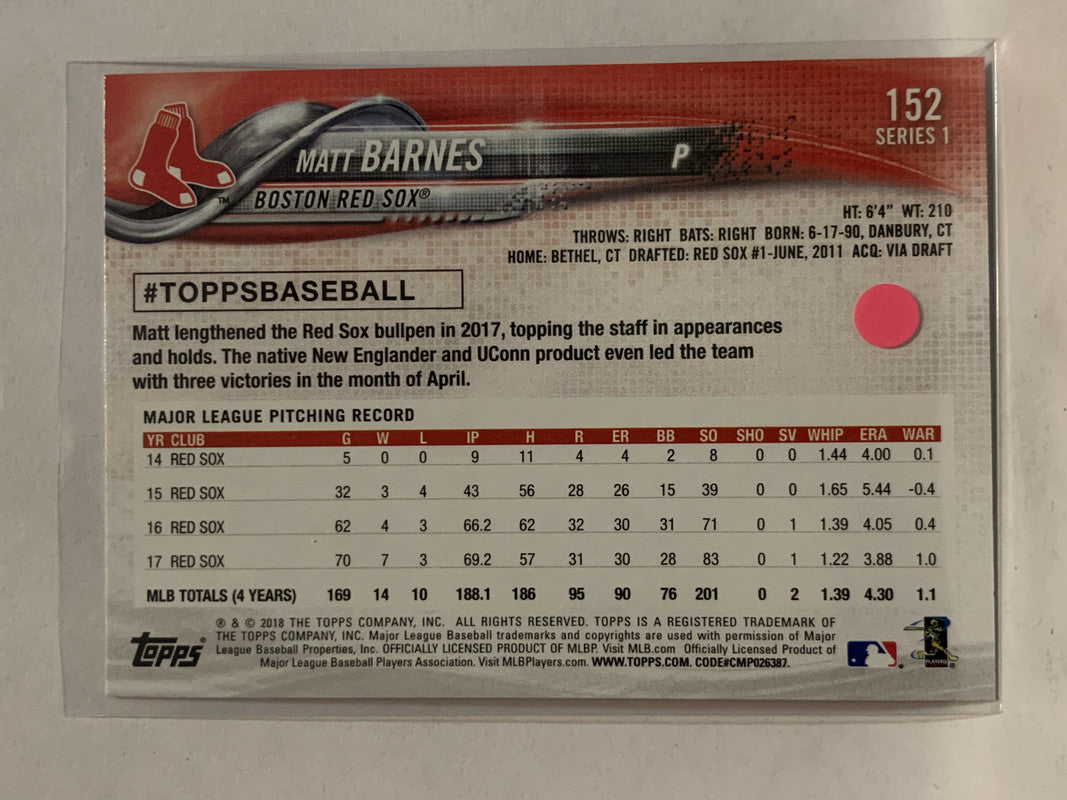 152
SERIES 1
MATT BARNES P
BOSTON RED SOX®
TM
HT: 6'4" WT: 210
THROWS: RIGHT BATS: RIGHT BORN: 6-17-90, DANBURY, CT
HOME: BETHEL, CT DRAFTED: RED SOX #1-JUNE, 2011 ACQ: VIA DRAFT
#TOPPSBASEBALL
Matt lengthened the Red Sox bullpen in 2017, topping the staff in appearances
and holds. The native New Englander and UConn product even led the team
with three victories in the month of April.
MAJOR LEAGUE PITCHING RECORD
YR CLUB G W L IP H R ER BB SO SHO SV WHIP ERA WAR
14 RED SOX 5 0 0 9 11 4 4 2 8 0 0 1.44 4.00 0.1
15 RED SOX 32 3 4 43 56 28 26 15 39 0 0 1.65 5.44 -0.4
16 RED SOX 62 4 3 66.2 62 32 30 31 71 0 1 1.39 4.05 0.4
17 RED SOX 70 7 3 69.2 57 31 30 28 83 0 1 1.22 3.88 1.0
MLB TOTALS (4 YEARS) 169 14 10 188.1 186 95 90 76 201 0 2 1.39 4.30 1.1
® & © 2018 THE TOPPS COMPANY, INC. ALL RIGHTS RESERVED. TOPPS IS A REGISTERED TRADEMARK OF
THE TOPPS COMPANY, INC. Major League Baseball trademarks and copyrights are used with permission of Major
League Baseball Properties, Inc. OFFICIALLY LICENSED PRODUCT OF MLBP. Visit MLB.com Officially Licensed Product of
Major League Baseball Players Association. Visit MLBPlayers.com. WWW.TOPPS.COM. CODE#CMP026387.
Topps
PLAYERS